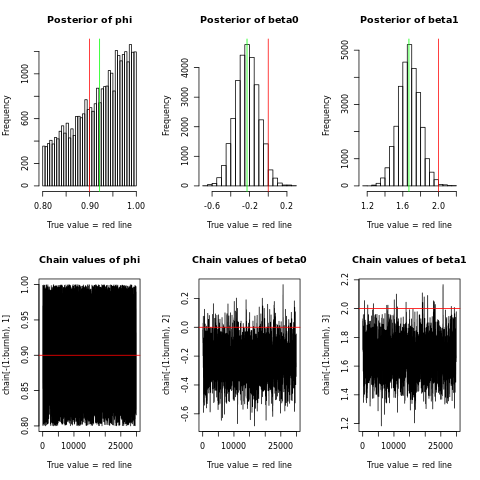 Posterior of phi
Frequency
0 200 600 1000
0.80 0.90 1.00
True value = red line
Posterior of beta0
Frequency
0 1000 2000 3000 4000
-0.6 -0.2 0.2
True value = red line
Posterior of beta1
Frequency
0 1000 3000 5000
1.2 1.6 2.0
True value = red line
Chain values of phi
chain[-(1:burnIn), 1]
0.80 0.85 0.90 0.95 1.00
0 10000 25000
True value = red line
Chain values of beta0
chain[-(1:burnIn), 2]
-0.6 -0.4 -0.2 0.0 0.2
0 10000 25000
True value = red line
Chain values of beta1
chain[-(1:burnIn), 3]
1.2 1.4 1.6 1.8 2.0 2.2
0 10000 25000
True value = red line